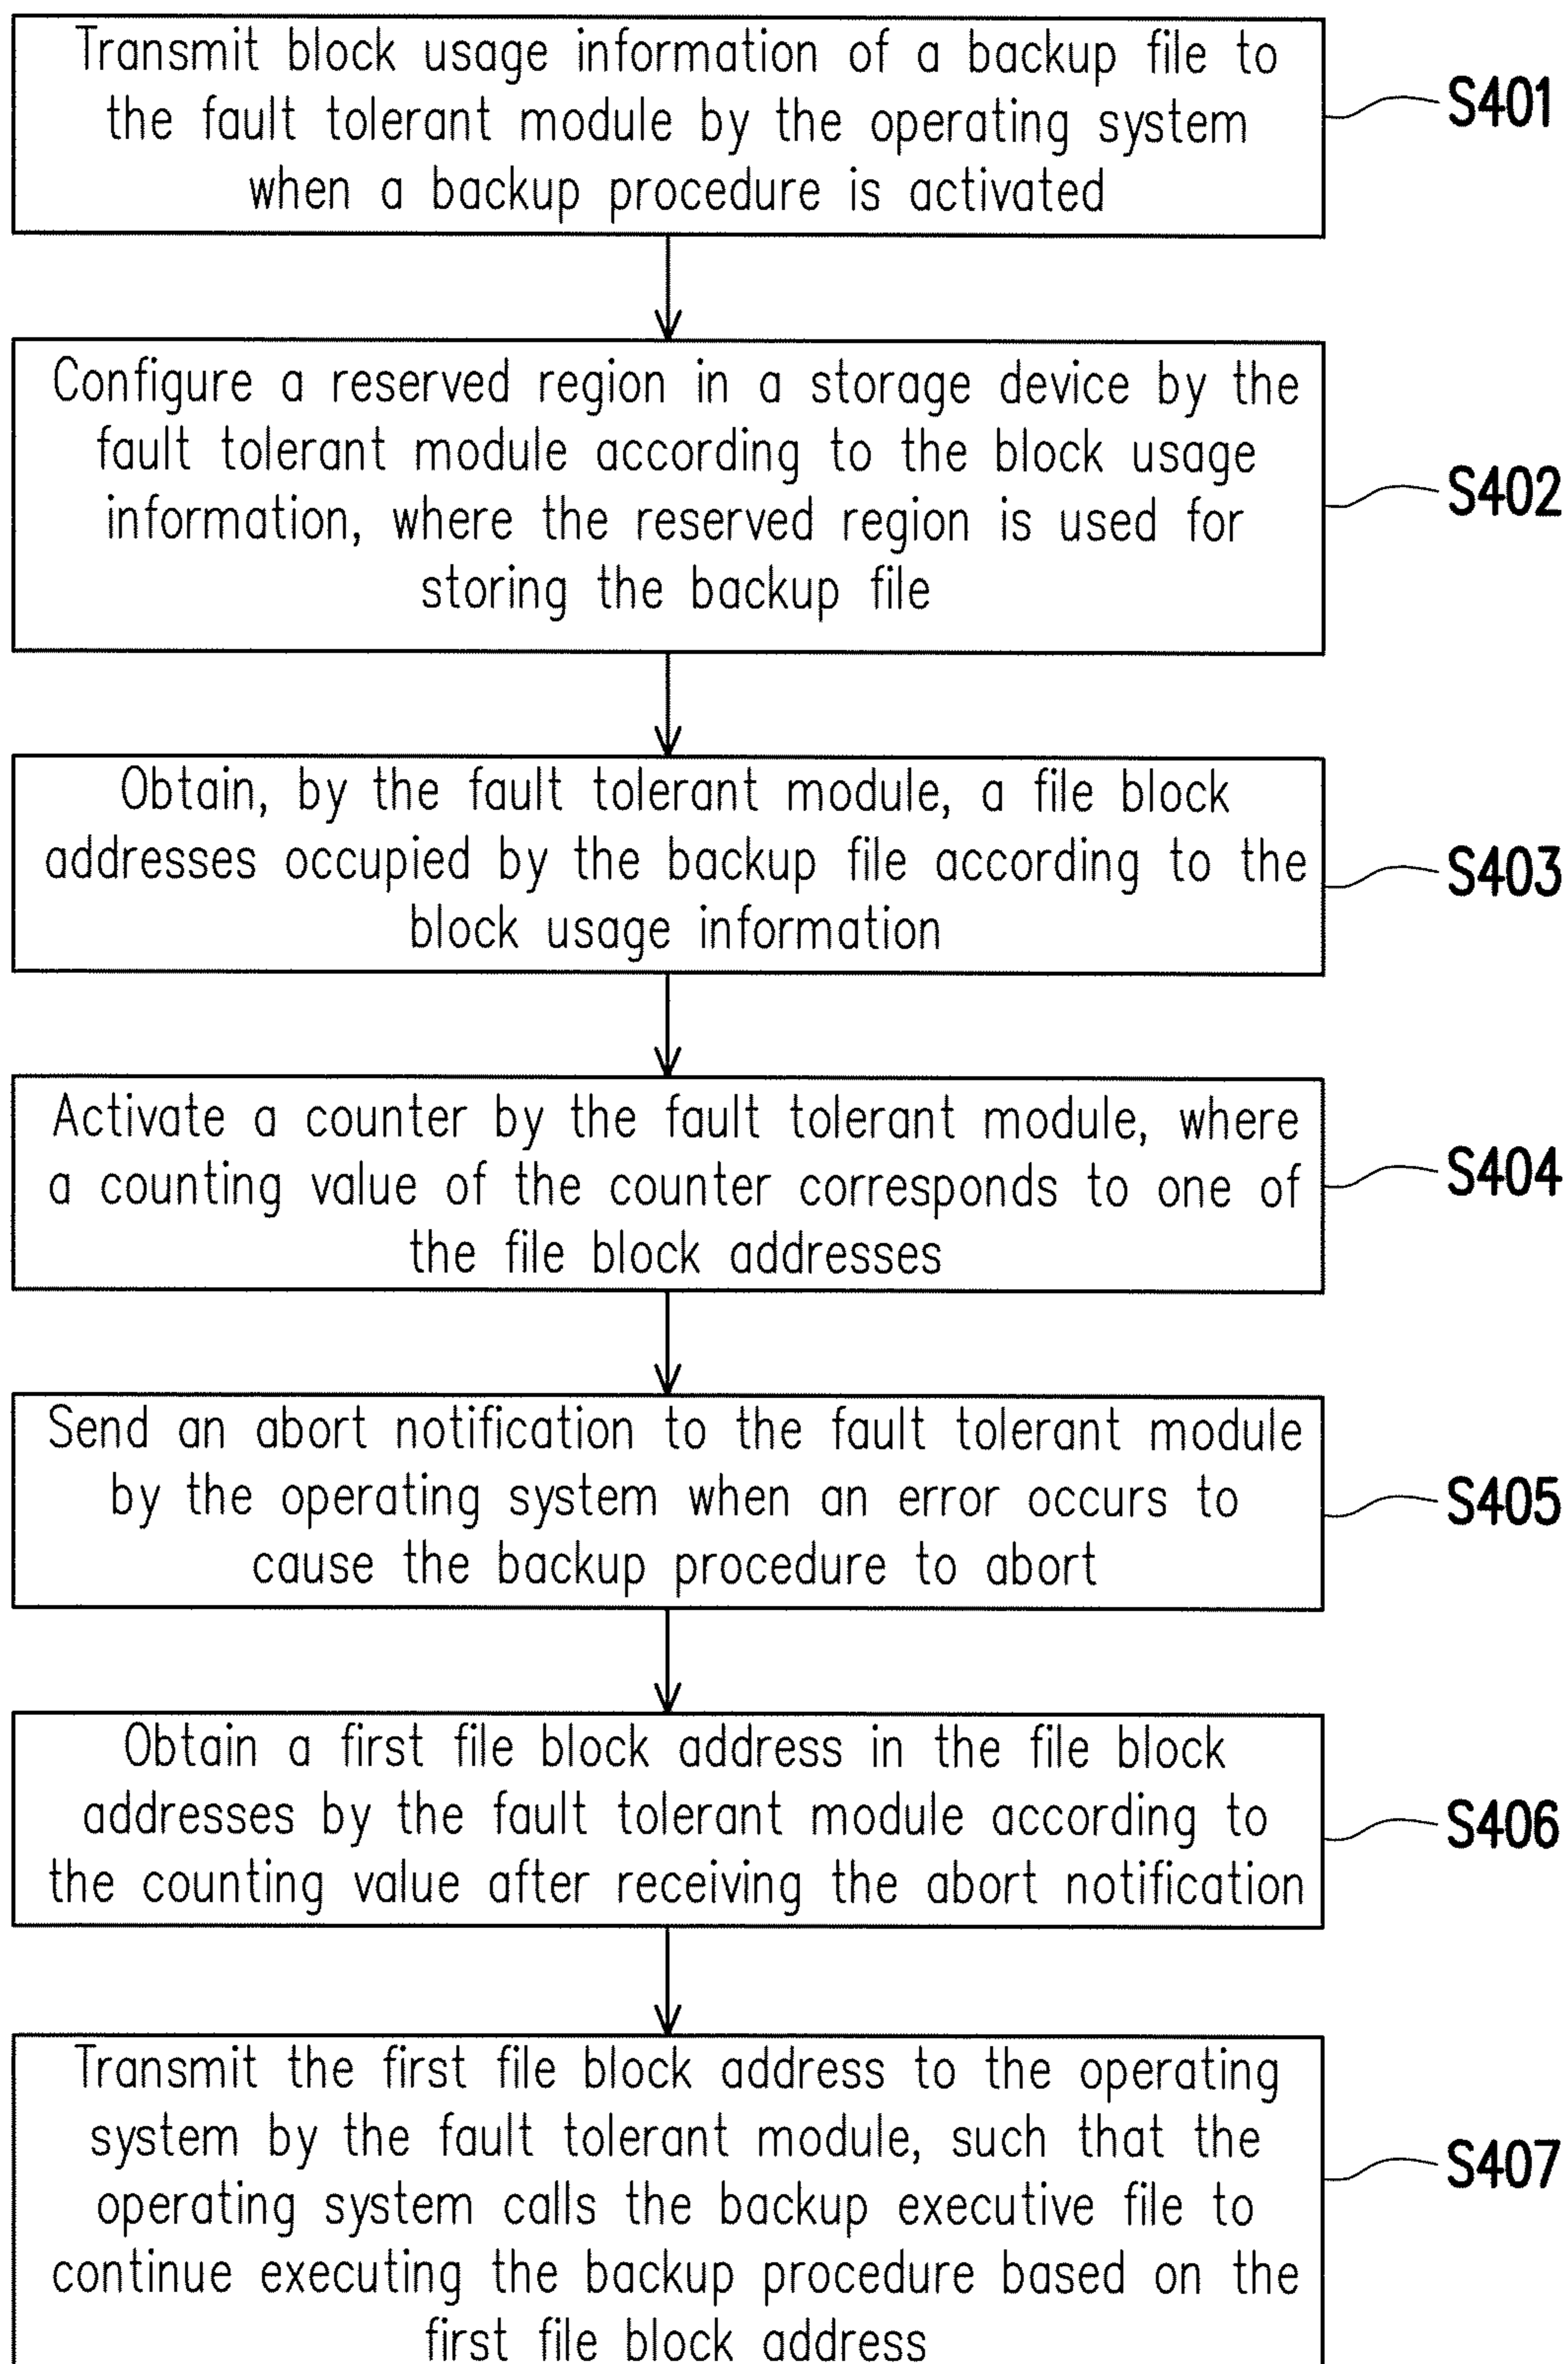 Transmit block usage information of a backup file to
the fault tolerant module by the operating system
when a backup procedure is activated
S401
Configure a reserved region in a storage device by the
fault tolerant module according to the block usage
information, where the reserved region is used for
storing the backup file
S402
Obtain, by the fault tolerant module, a file block
addresses occupied by the backup file according to the
block usage information
S403
Activate a counter by the fault tolerant module, where
a counting value of the counter corresponds to one of
the file block addresses
S404
Send an abort notification to the fault tolerant module
by the operating system when an error occurs to
cause the backup procedure to abort
S405
Obtain a first file block address in the file block
addresses by the fault tolerant module according to
the counting value after receiving the abort notification
S406
Transmit the first file block address to the operating
system by the fault tolerant module, such that the
operating system calls the backup executive file to
continue executing the backup procedure based on the
first file block address
S407